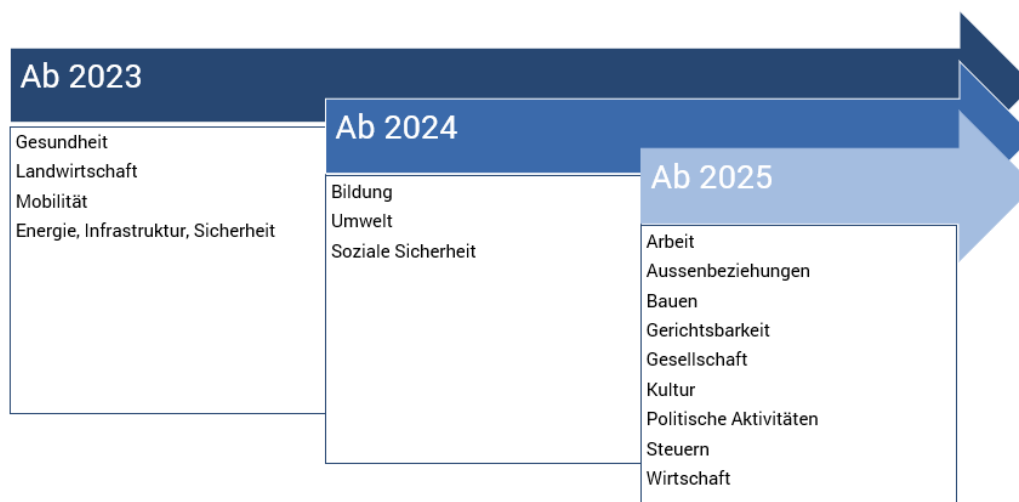 Ab 2023
Gesundheit
Landwirtschaft
Mobilität
Energie, Infrastruktur, Sicherheit
Ab 2024
Bildung
Umwelt
Soziale Sicherheit
Ab 2025
Arbeit
Aussenbeziehungen
Bauen
Gerichtsbarkeit
Gesellschaft
Kultur
Politische Aktivitäten
Steuern
Wirtschaft